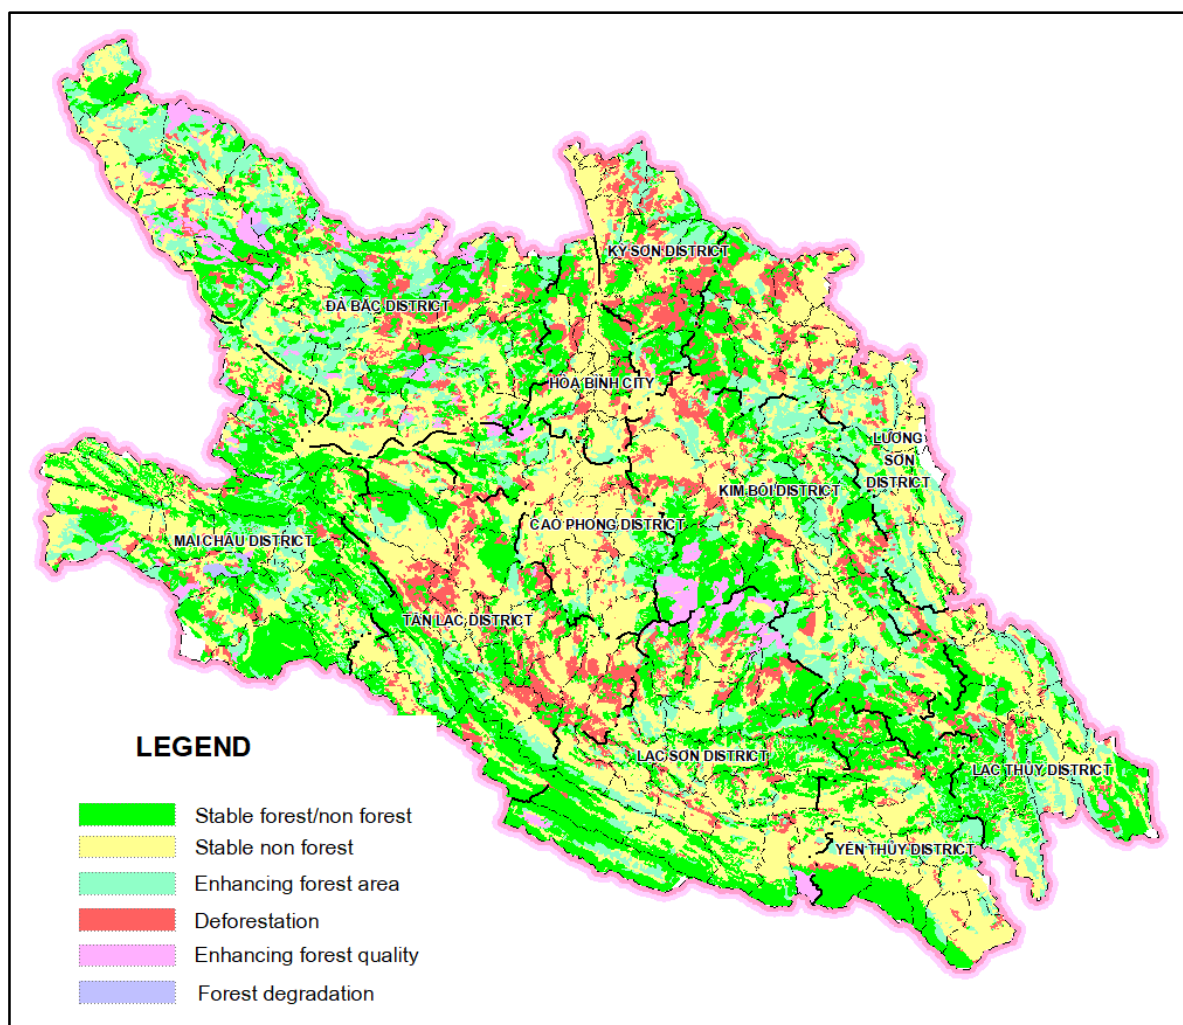 KỲ SƠN DISTRICT
ĐÀ BẮC DISTRICT
HÒA BÌNH CITY
LƯƠNG
SƠN
DISTRICT
KIM BÔI DISTRICT
CAO PHONG DISTRICT
MAI CHÂU DISTRICT
TÂN LẠC DISTRICT
LẠC SƠN DISTRICT
LẠC THỦY DISTRICT
YÊN THỦY DISTRICT
LEGEND
Stable forest/non forest
Stable non forest
Enhancing forest area
Deforestation
Enhancing forest quality
Forest degradation